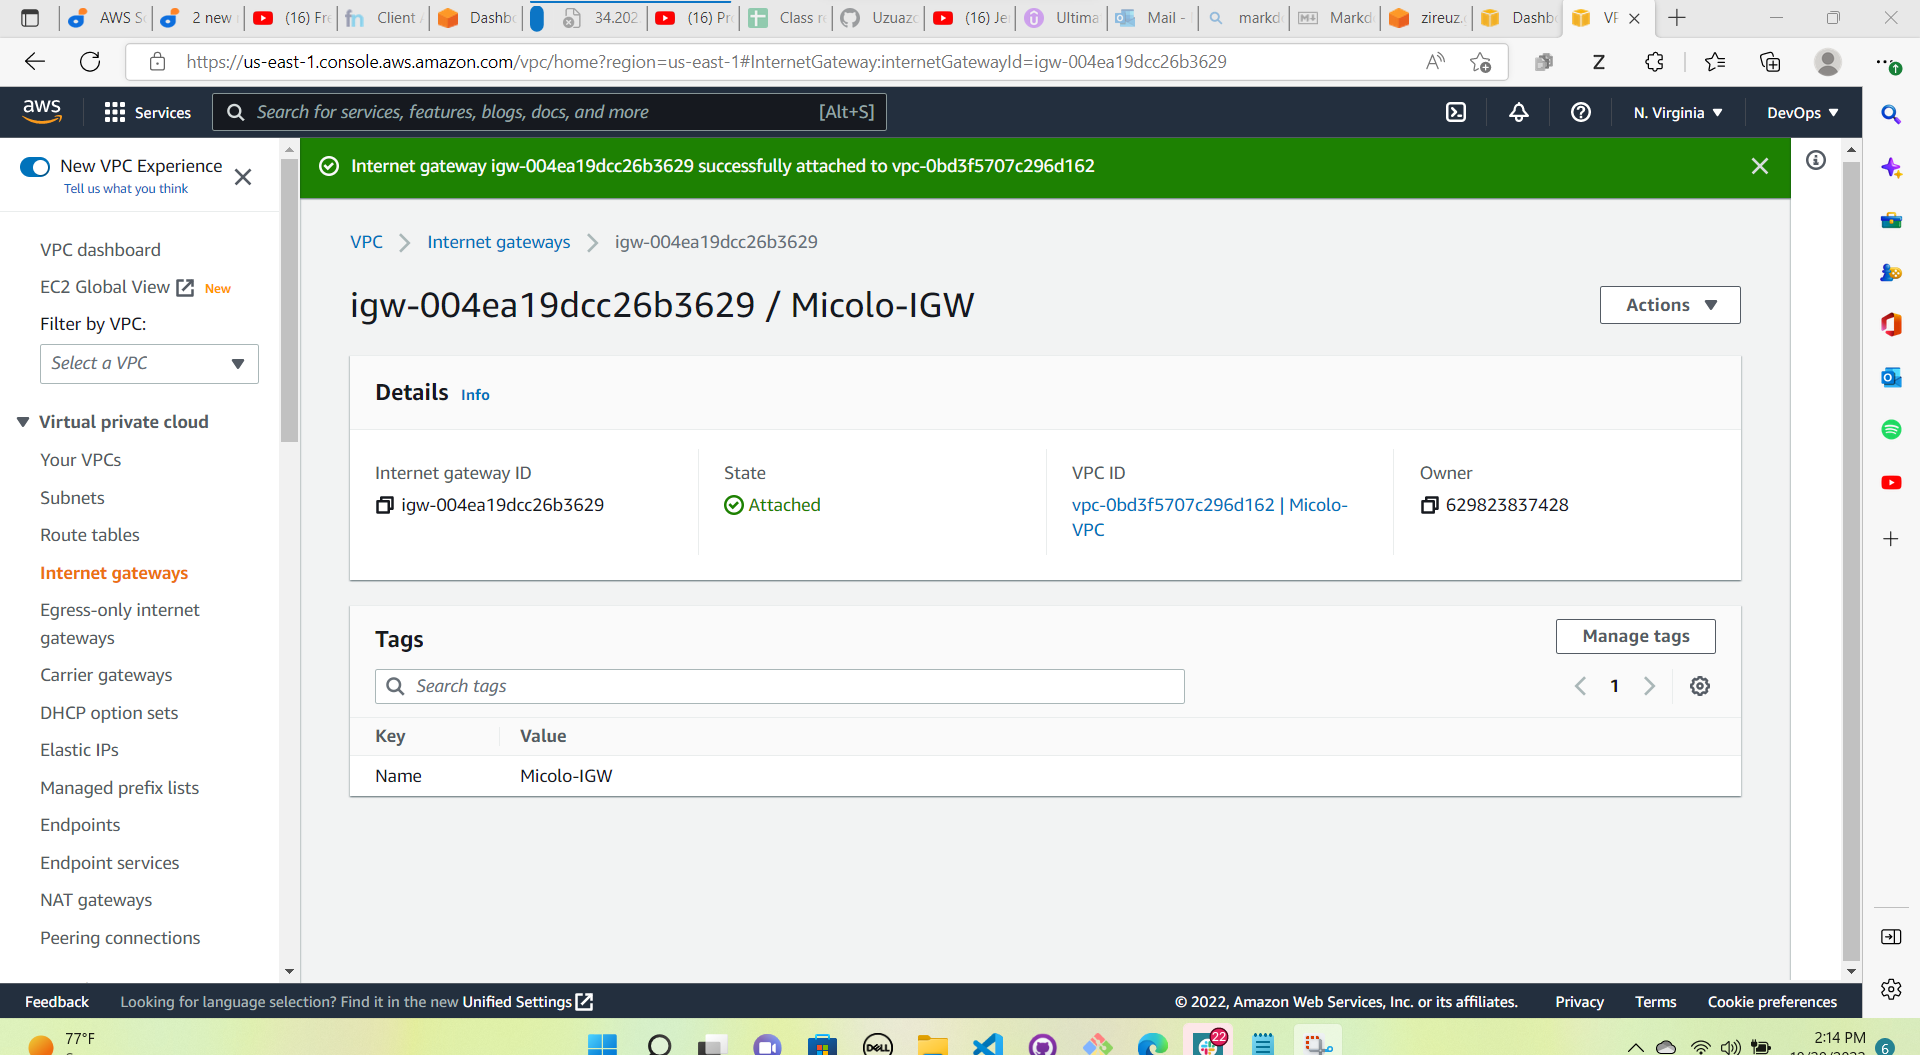 AWS S
2 new
(16) Fre
Client
Dashb
34.202.
(16) Pr
Class r
Uzuaz
(16) Je
Ultima
Mail -
markd
Markd
zireuz.
Dashb
VP
https://us-east-1.console.aws.amazon.com/vpc/home?region=us-east-1#InternetGateway:internetGatewayId=igw-004ea19dcc26b3629
Z
aws
Services
Search for services, features, blogs, docs, and more
[Alt+S]
N. Virginia
DevOps
New VPC Experience
Tell us what you think
Internet gateway igw-004ea19dcc26b3629 successfully attached to vpc-0bd3f5707c296d162
VPC dashboard
EC2 Global View New
Filter by VPC:
Select a VPC
Virtual private cloud
Your VPCs
Subnets
Route tables
Internet gateways
Egress-only internet
gateways
Carrier gateways
DHCP option sets
Elastic IPs
Managed prefix lists
Endpoints
Endpoint services
NAT gateways
Peering connections
VPC
Internet gateways
igw-004ea19dcc26b3629
igw-004ea19dcc26b3629 / Micolo-IGW
Actions
Details Info
Internet gateway ID
igw-004ea19dcc26b3629
State
Attached
VPC ID
vpc-0bd3f5707c296d162 | Micolo-
VPC
Owner
629823837428
Tags
Manage tags
Search tags
1
Key
Value
Name
Micolo-IGW
Feedback
Looking for language selection? Find it in the new Unified Settings
© 2022, Amazon Web Services, Inc. or its affiliates.
Privacy
Terms
Cookie preferences
77°F
DELL
22
2:14 PM
6